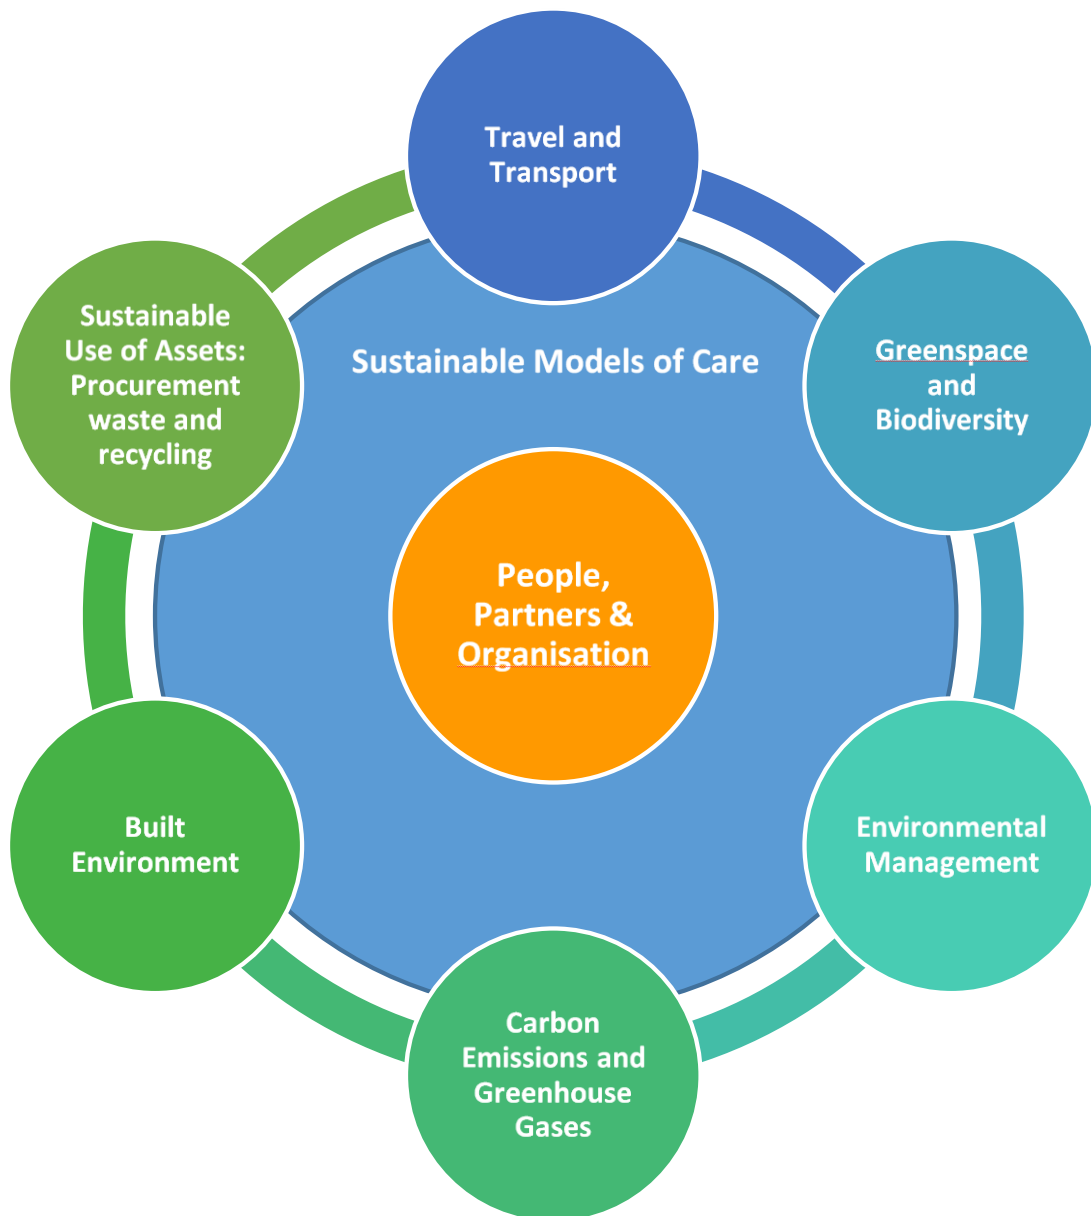 Travel and
Transport
Sustainable
Use of Assets:
Procurement
waste and
recycling
Sustainable Models of Care
Greenspace
and
Biodiversity
People,
Partners &
Organisation
Built
Environment
Environmental
Management
Carbon
Emissions and
Greenhouse
Gases